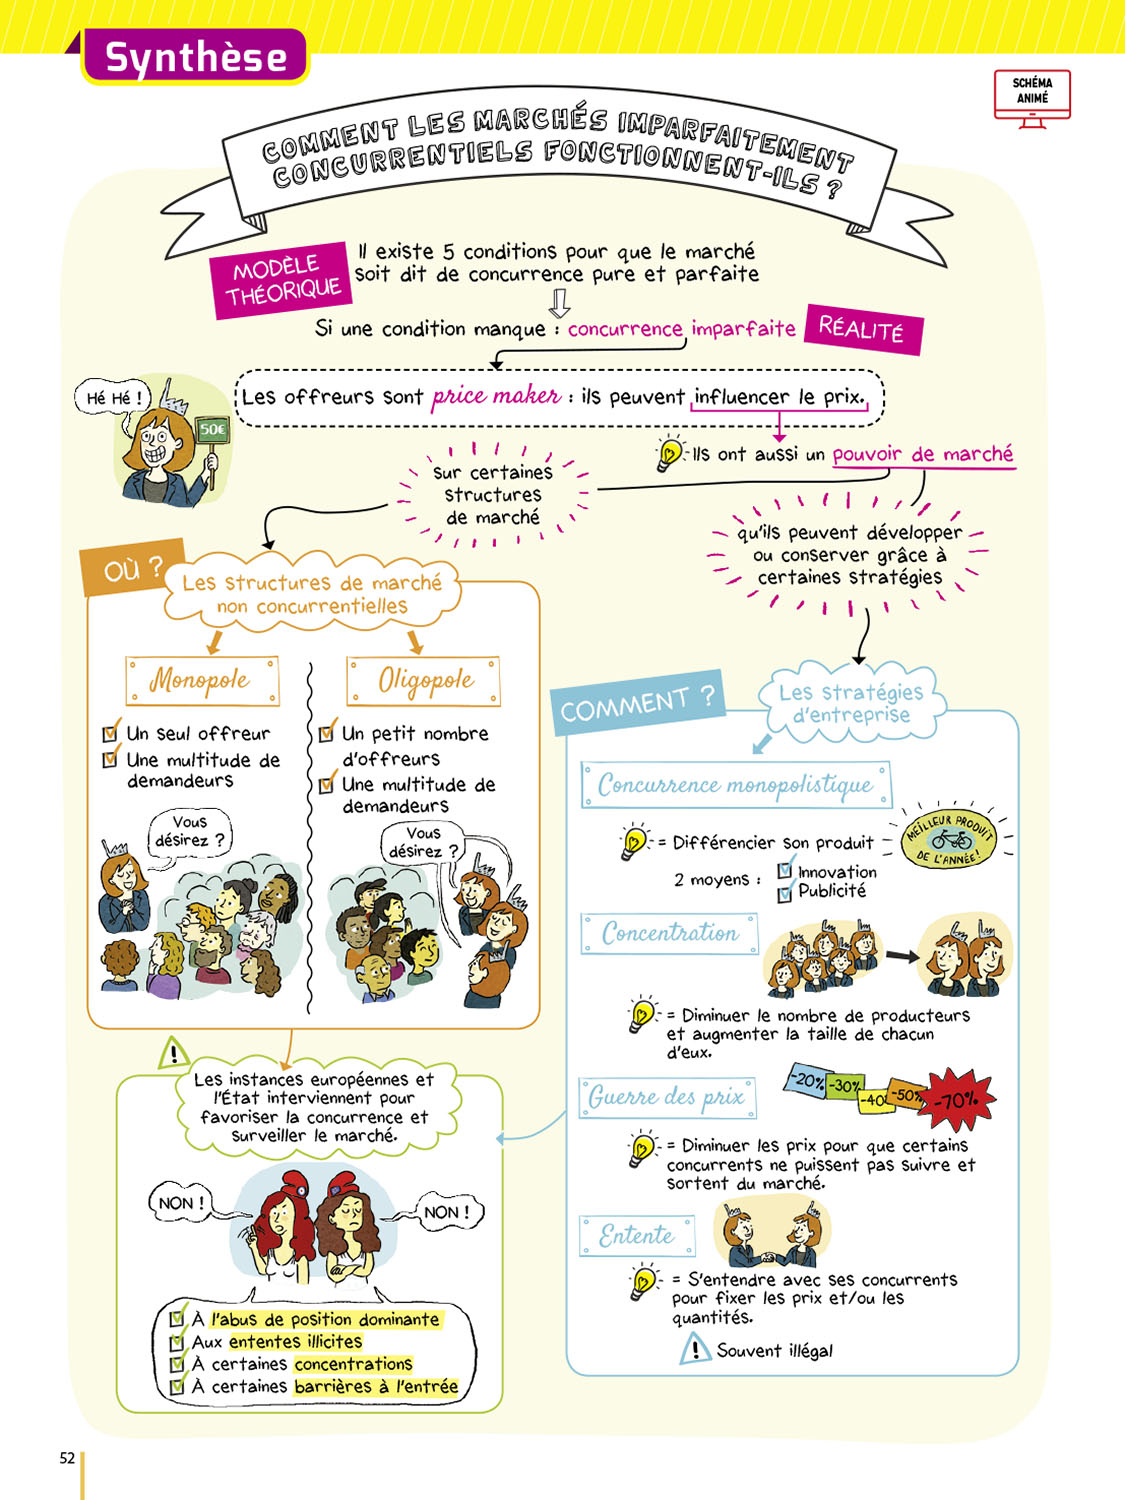 Synthèse
SCHÉMA
ANIMÉ
COMMENT LES MARCHÉS IMPARFAITEMENT
CONCURRENTIELS FONCTIONNENT-ILS ?
MODÈLE
THÉORIQUE
Il existe 5 conditions pour que le marché
soit dit de concurrence pure et parfaite
Si une condition manque : concurrence imparfaite
RÉALITÉ
Hé Hé !
50€
Les offreurs sont price maker : ils peuvent influencer le prix.
Ils ont aussi un pouvoir de marché
Sur certaines
structures
de marché
qu'ils peuvent développer
ou conserver grâce à
certaines stratégies
OÙ ?
Les structures de marché
non concurrentielles
Monopole
Un seul offreur
Une multitude de
demandeurs
Vous
désirez ?
Oligopole
Un petit nombre
d'offreurs
Une multitude de
demandeurs
Vous
désirez ?
COMMENT ?
Les stratégies
d'entreprise
Concurrence monopolistique
= Différencier son produit
2 moyens :
Innovation
Publicité
MEILLEUR PRODUIT
DE L'ANNÉE!
Concentration
= Diminuer le nombre de producteurs
et augmenter la taille de chacun
d'eux.
Guerre des prix
-20%
-30%
-40%
-50%
-70%
= Diminuer les prix pour que certains
concurrents ne puissent pas suivre et
sortent du marché.
Entente
= S'entendre avec ses concurrents
pour fixer les prix et/ou les
quantités.
! Souvent illégal
!
Les instances européennes et
l'État interviennent pour
favoriser la concurrence et
surveiller le marché.
NON !
NON !
À l'abus de position dominante
Aux ententes illicites
À certaines concentrations
À certaines barrières à l'entrée
52